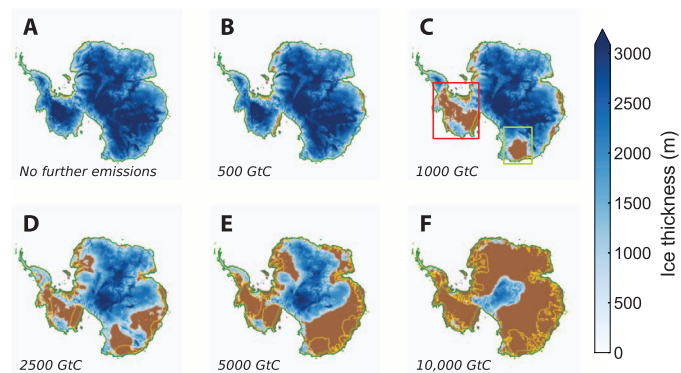 A
B
C
No further emissions
500 GtC
1000 GtC
D
E
F
2500 GtC
5000 GtC
10,000 GtC
3000
2500
2000
1500
1000
500
0
Ice thickness (m)